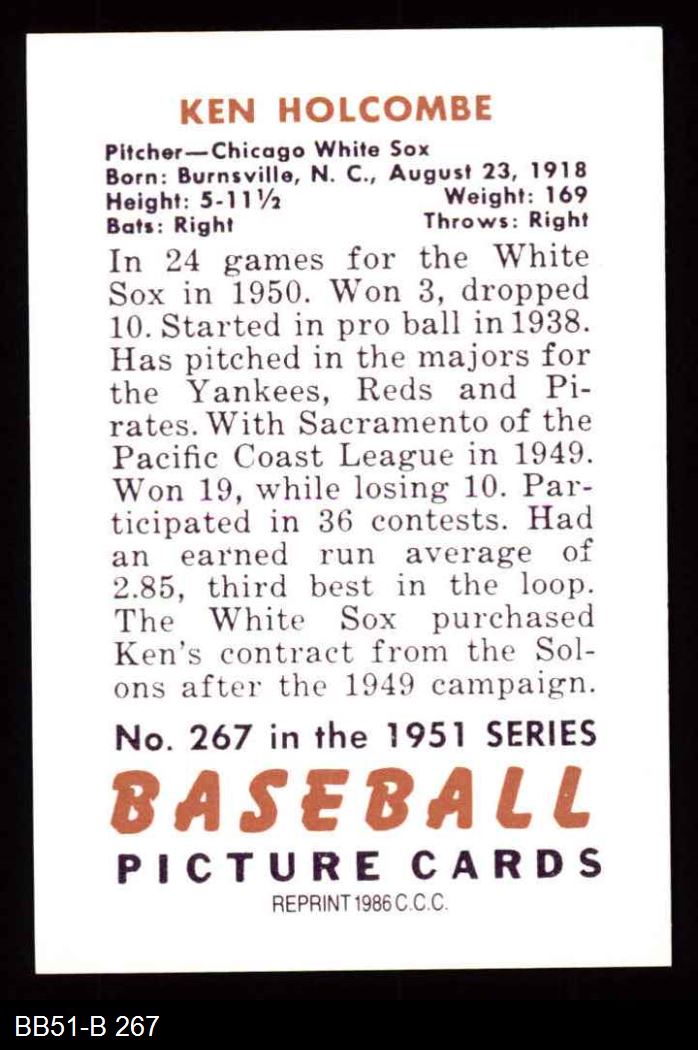 KEN HOLCOMBE
Pitcher—Chicago White Sox
Born: Burnsville, N. C., August 23, 1918
Height: 5-11½ Weight: 169
Bats: Right Throws: Right
In 24 games for the White
Sox in 1950. Won 3, dropped
10. Started in pro ball in 1938.
Has pitched in the majors for
the Yankees, Reds and Pi-
rates. With Sacramento of the
Pacific Coast League in 1949.
Won 19, while losing 10. Par-
ticipated in 36 contests. Had
an earned run average of
2.85, third best in the loop.
The White Sox purchased
Ken's contract from the Sol-
ons after the 1949 campaign.
No. 267 in the 1951 SERIES
BASEBALL
PICTURE CARDS
REPRINT 1986 C.C.C.
BB51-B 267